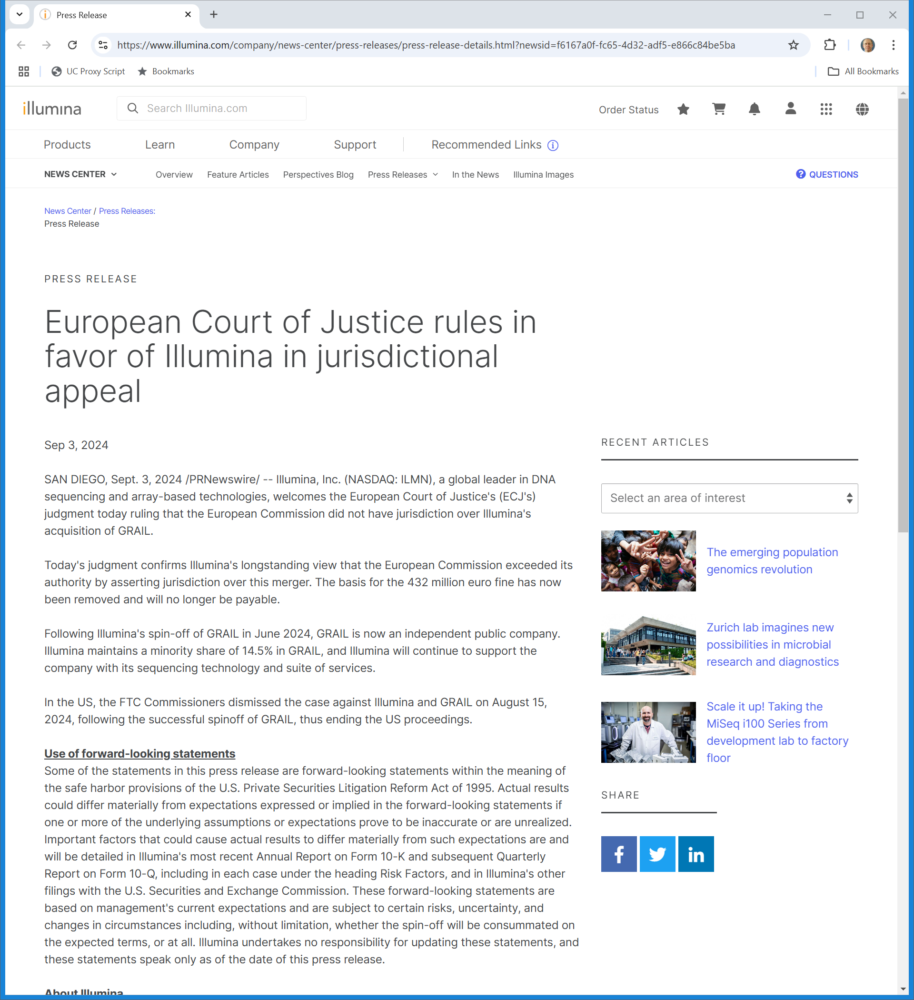 Press Release
https://www.illumina.com/company/news-center/press-releases/press-release-details.html?newsid=f6167a0f-fc65-4d32-adf5-e866c84be5ba
UC Proxy Script
Bookmarks
All Bookmarks
illumina
Search Illumina.com
Order Status
Products
Learn
Company
Support
Recommended Links
NEWS CENTER
Overview
Feature Articles
Perspectives Blog
Press Releases
In the News
Illumina Images
QUESTIONS
News Center / Press Releases:
Press Release
PRESS RELEASE
European Court of Justice rules in
favor of Illumina in jurisdictional
appeal
Sep 3, 2024
SAN DIEGO, Sept. 3, 2024 /PRNewswire/ -- Illumina, Inc. (NASDAQ: ILMN), a global leader in DNA
sequencing and array-based technologies, welcomes the European Court of Justice's (ECJ's)
judgment today ruling that the European Commission did not have jurisdiction over Illumina's
acquisition of GRAIL.
Today's judgment confirms Illumina's longstanding view that the European Commission exceeded its
authority by asserting jurisdiction over this merger. The basis for the 432 million euro fine has now
been removed and will no longer be payable.
Following Illumina's spin-off of GRAIL in June 2024, GRAIL is now an independent public company.
Illumina maintains a minority share of 14.5% in GRAIL, and Illumina will continue to support the
company with its sequencing technology and suite of services.
In the US, the FTC Commissioners dismissed the case against Illumina and GRAIL on August 15,
2024, following the successful spinoff of GRAIL, thus ending the US proceedings.
Use of forward-looking statements
Some of the statements in this press release are forward-looking statements within the meaning of
the safe harbor provisions of the U.S. Private Securities Litigation Reform Act of 1995. Actual results
could differ materially from expectations expressed or implied in the forward-looking statements if
one or more of the underlying assumptions or expectations prove to be inaccurate or are unrealized.
Important factors that could cause actual results to differ materially from such expectations are and
will be detailed in Illumina's most recent Annual Report on Form 10-K and subsequent Quarterly
Report on Form 10-Q, including in each case under the heading Risk Factors, and in Illumina's other
filings with the U.S. Securities and Exchange Commission. These forward-looking statements are
based on management's current expectations and are subject to certain risks, uncertainty, and
changes in circumstances including, without limitation, whether the spin-off will be consummated on
the expected terms, or at all. Illumina undertakes no responsibility for updating these statements, and
these statements speak only as of the date of this press release.
About Illumina
RECENT ARTICLES
Select an area of interest
The emerging population
genomics revolution
Zurich lab imagines new
possibilities in microbial
research and diagnostics
Scale it up! Taking the
MiSeq i100 Series from
development lab to factory
floor
SHARE